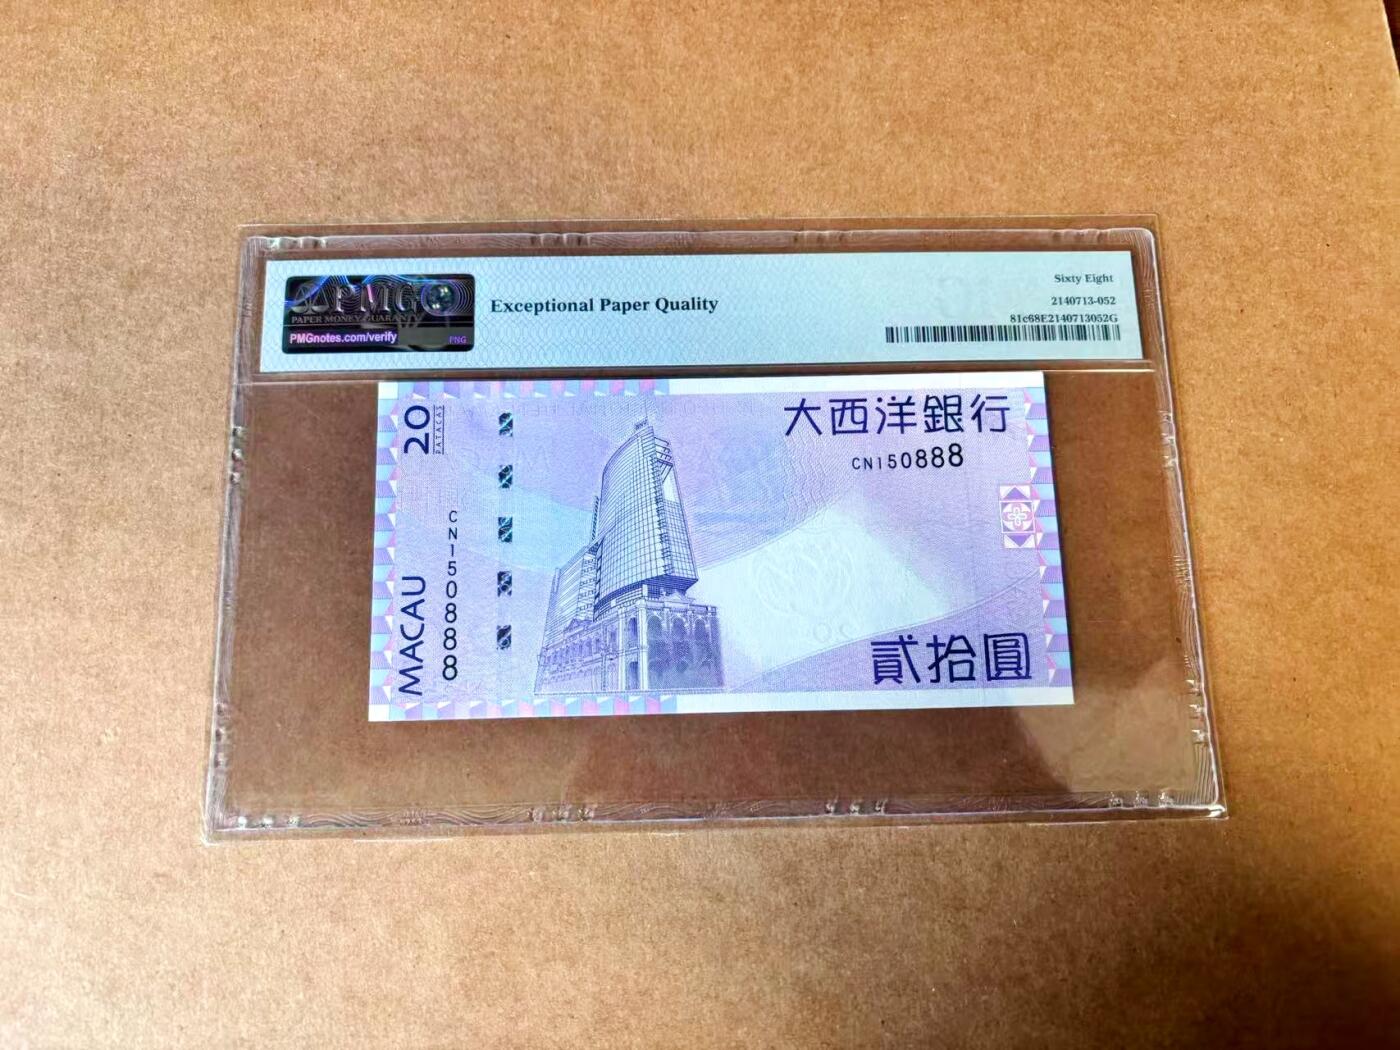 PMG
PAPER MONEY GUARANTY
PMGnotes.com/verify
PNG
Exceptional Paper Quality
Sixty Eight
2140713-052
81c68E2140713052G
20
PATACAS
大西洋銀行
CN150888
CN150888
MACAU
貳拾圓